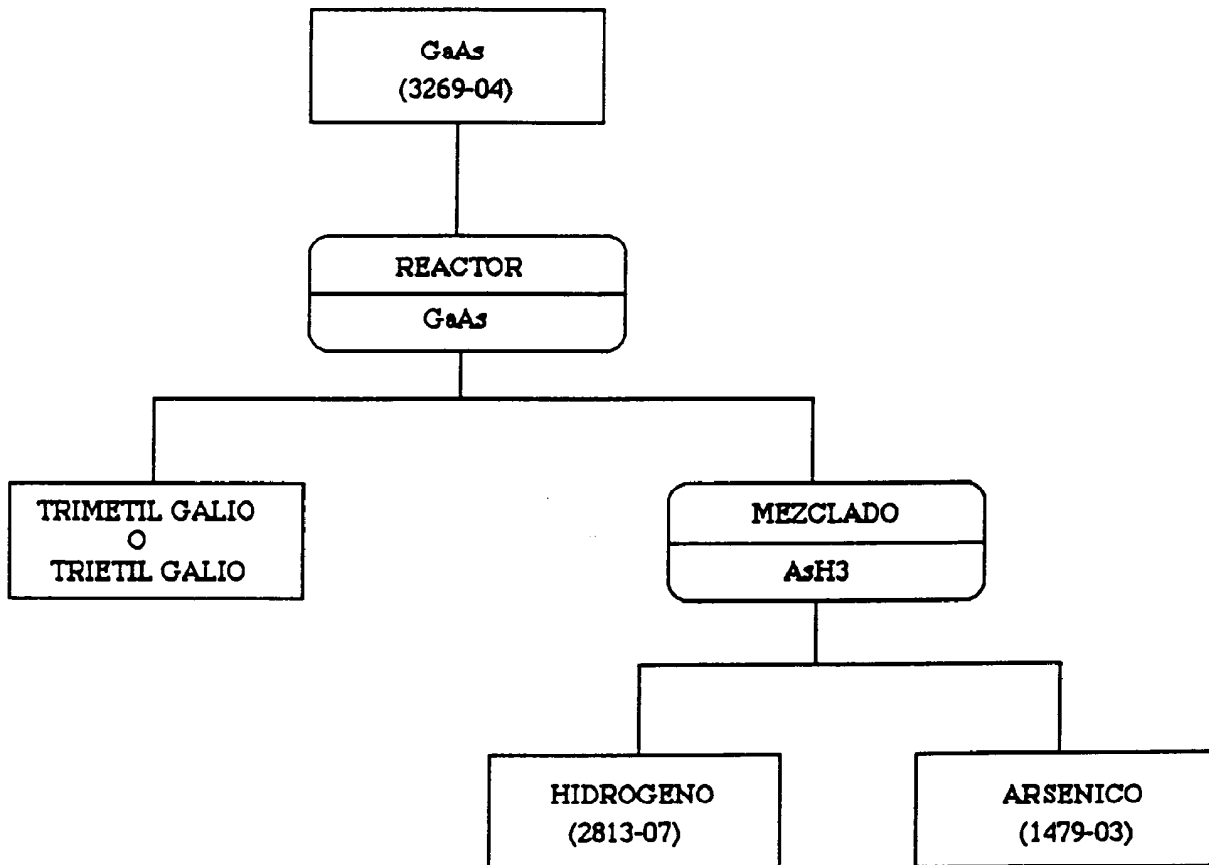 GaAs
(3269-04)
REACTOR
GaAs
TRIMETIL GALIO
O
TRIETIL GALIO
MEZCLADO
AsH3
HIDROGENO
(2813-07)
ARSENICO
(1479-03)